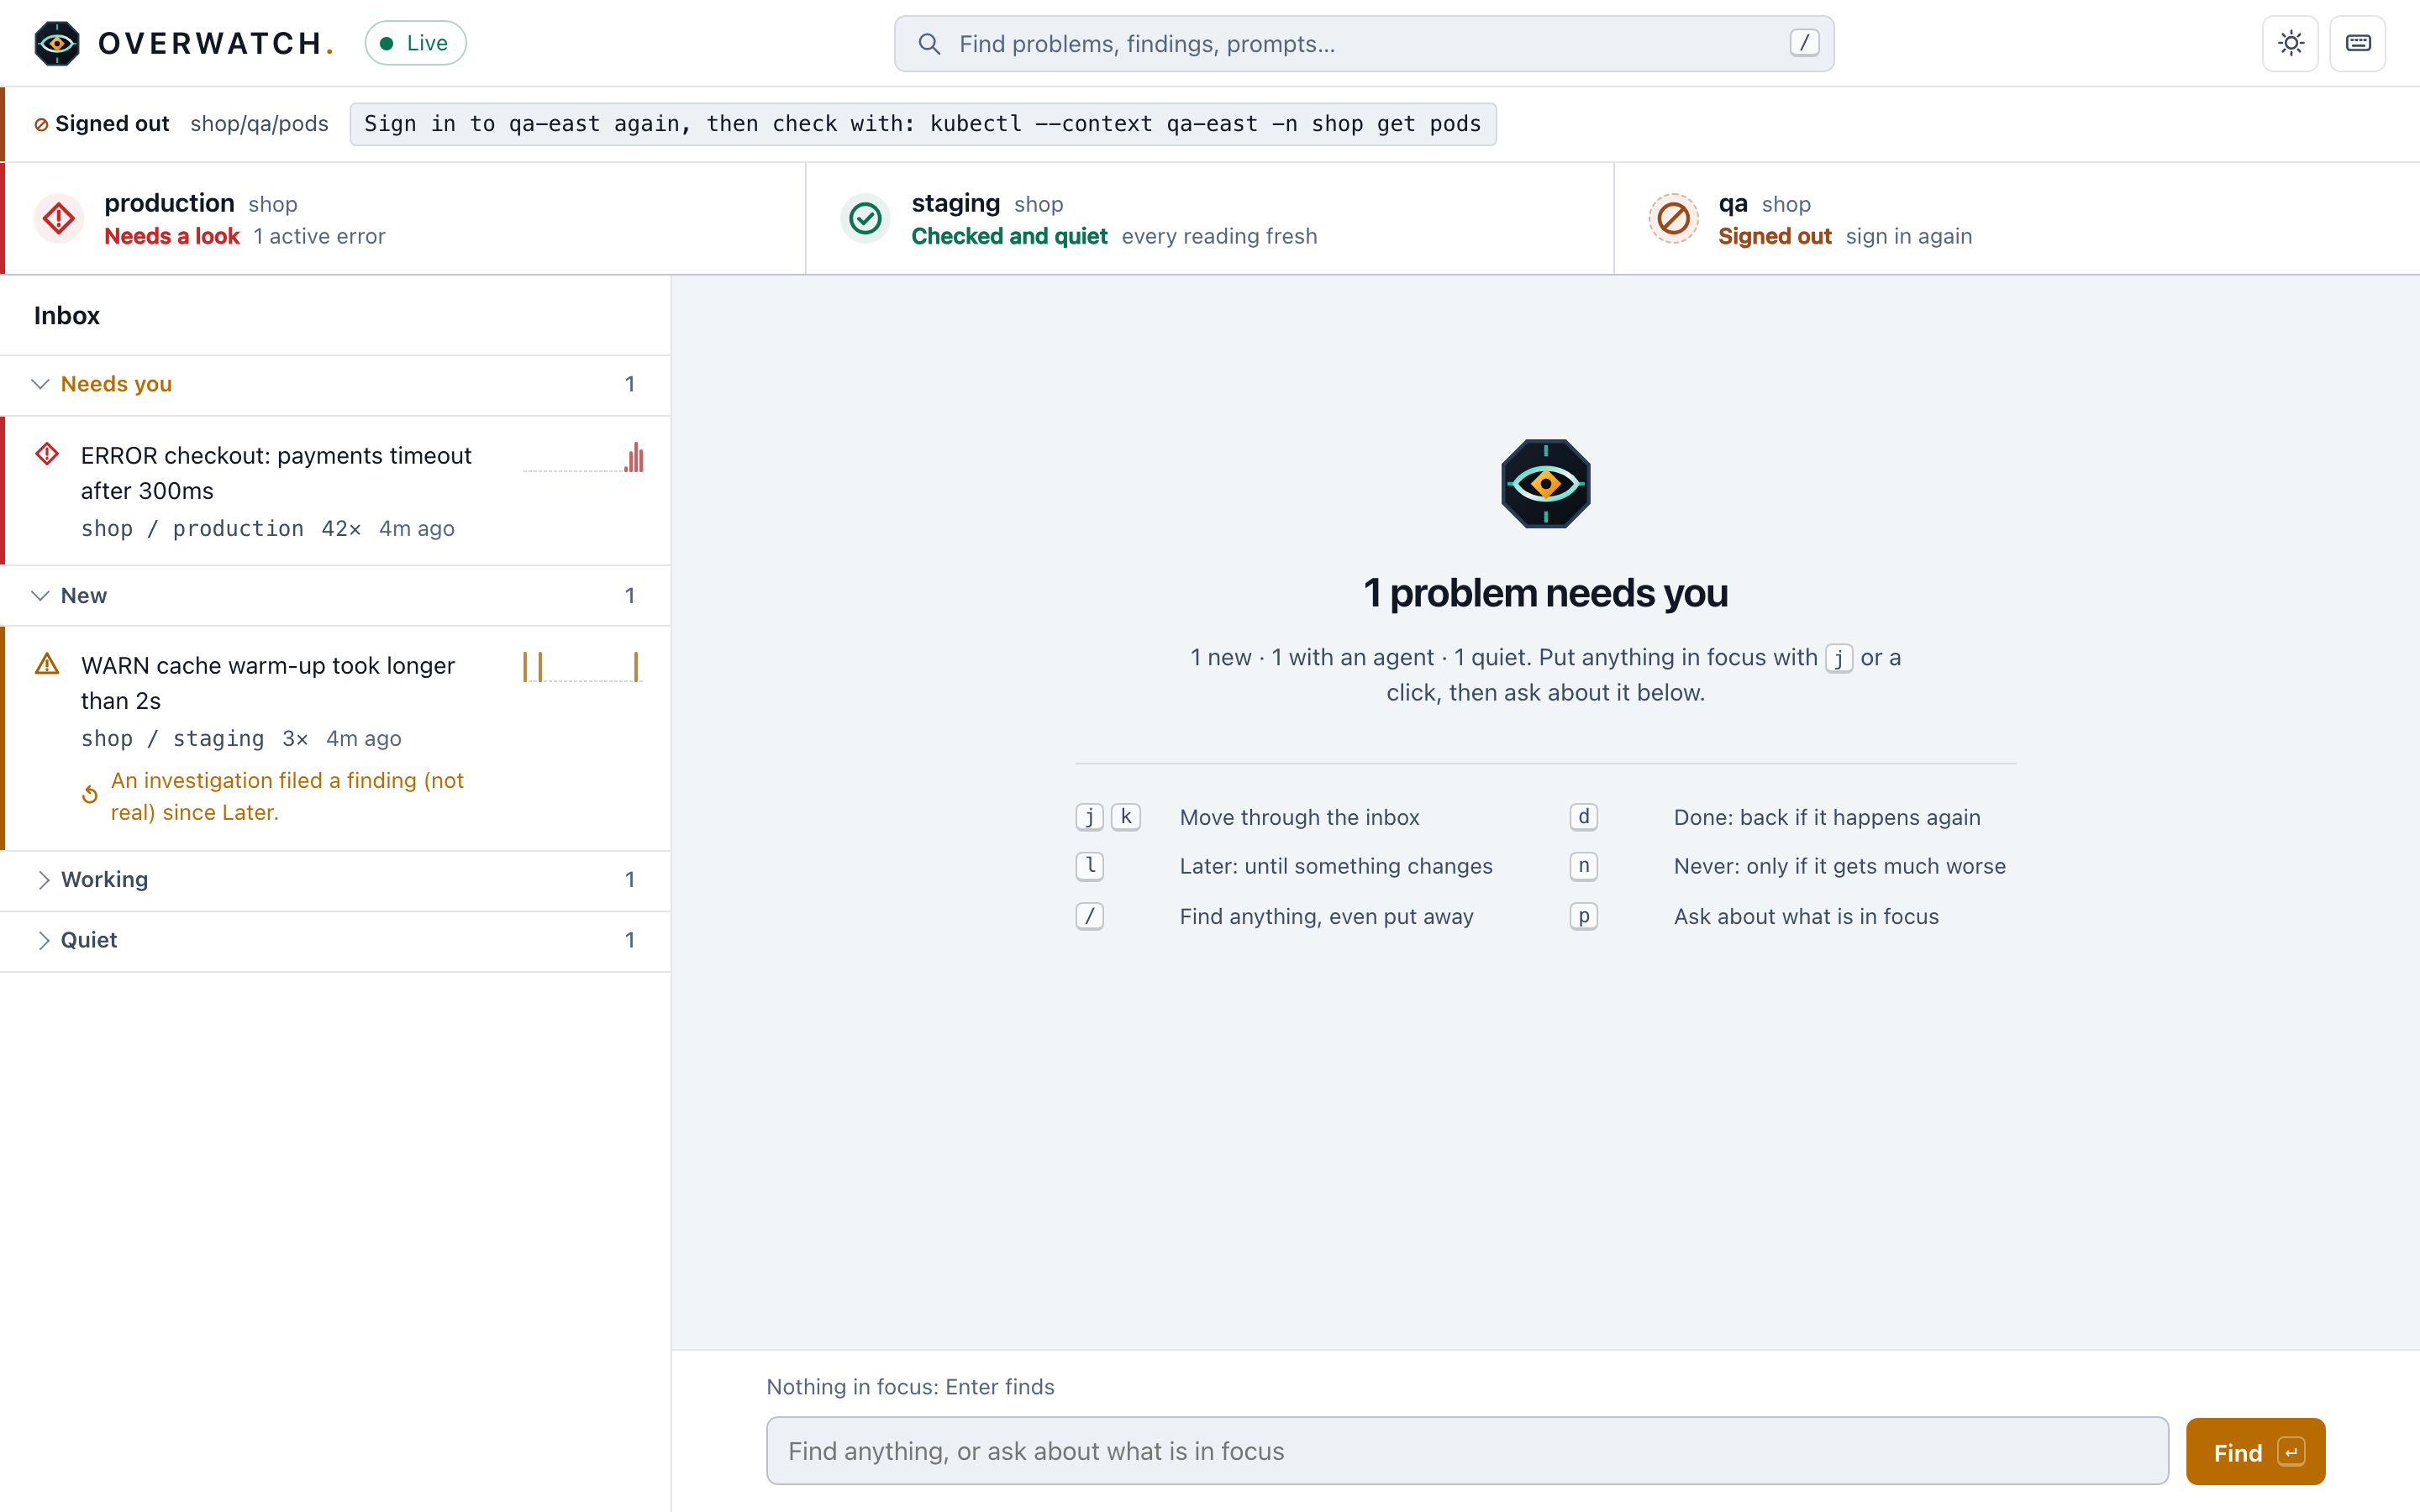 OVERWATCH.
Live
Find problems, findings, prompts...
/
Signed out shop/qa/pods Sign in to qa-east again, then check with: kubectl --context qa-east -n shop get pods
production shop
Needs a look 1 active error
staging shop
Checked and quiet every reading fresh
qa shop
Signed out sign in again
Inbox
Needs you 1
ERROR checkout: payments timeout
after 300ms
shop / production 42× 4m ago
New 1
WARN cache warm-up took longer
than 2s
shop / staging 3× 4m ago
An investigation filed a finding (not
real) since Later.
Working 1
Quiet 1
1 problem needs you
1 new · 1 with an agent · 1 quiet. Put anything in focus with j or a
click, then ask about it below.
j k Move through the inbox
d Done: back if it happens again
l Later: until something changes
n Never: only if it gets much worse
/ Find anything, even put away
p Ask about what is in focus
Nothing in focus: Enter finds
Find anything, or ask about what is in focus
Find ↵